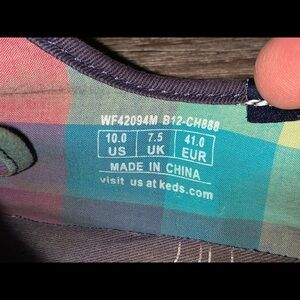 WF42094M B12-CH888
10.0 7.5 41.0
US UK EUR
MADE IN CHINA
visit us at keds.com